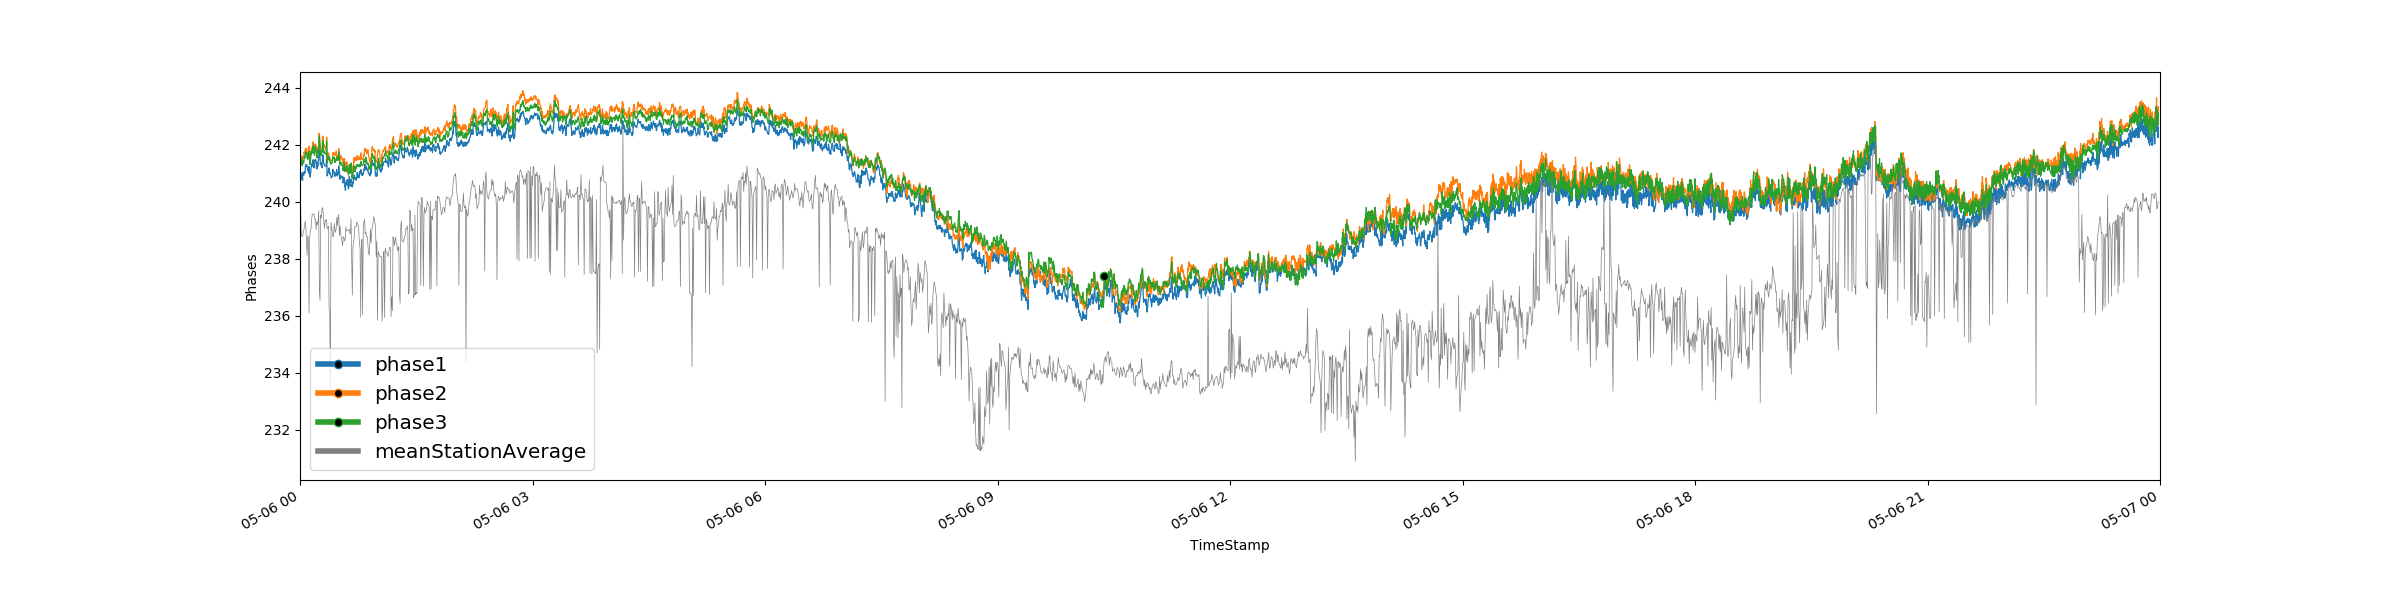 244
242
240
238
236
234
232
Phases
phase1
phase2
phase3
meanStationAverage
05-06 00
05-06 03
05-06 06
05-06 09
05-06 12
05-06 15
05-06 18
05-06 21
05-07 00
TimeStamp